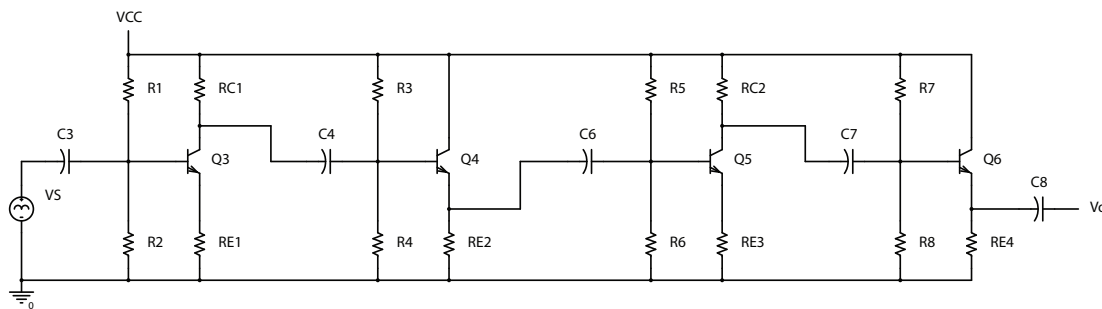 VCC
R1 RC1 R3 R5 RC2 R7
C3 C4 C6 C7
Q3 Q4 Q5 Q6
VS C8
Vo
R2 RE1 R4 RE2 R6 RE3 R8 RE4
0